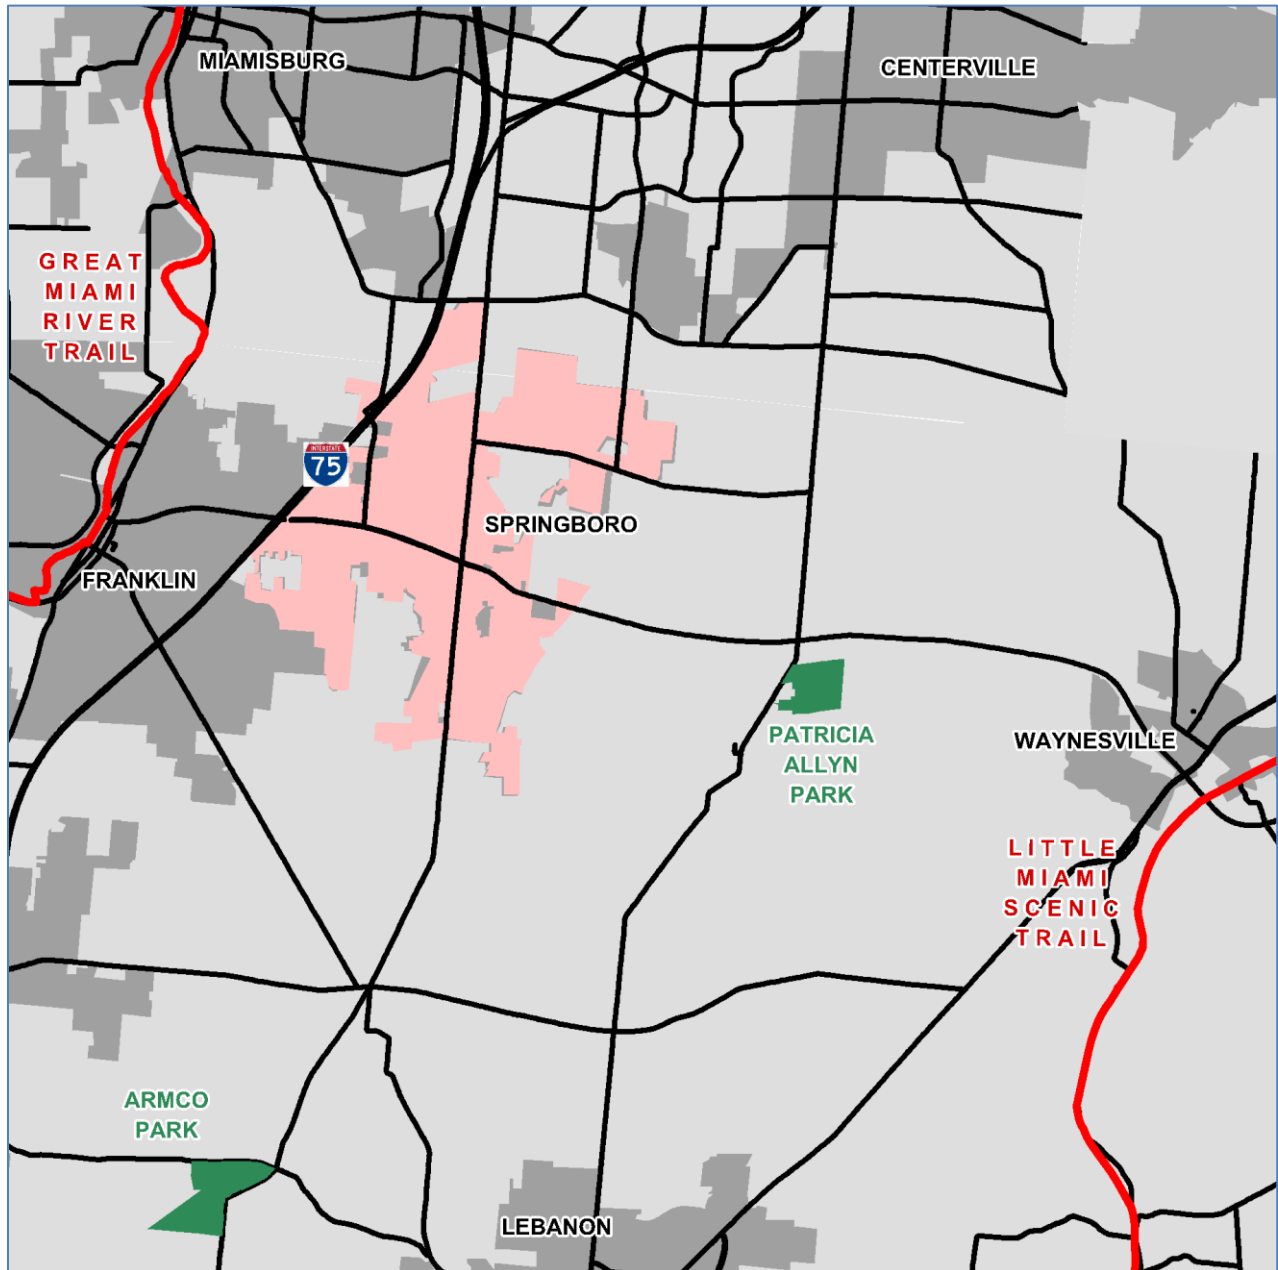 MIAMISBURG
CENTERVILLE
GREAT
MIAMI
RIVER
TRAIL
INTERSTATE
75
SPRINGBORO
FRANKLIN
PATRICIA
ALLYN
PARK
WAYNESVILLE
LITTLE
MIAMI
SCENIC
TRAIL
ARMCO
PARK
LEBANON